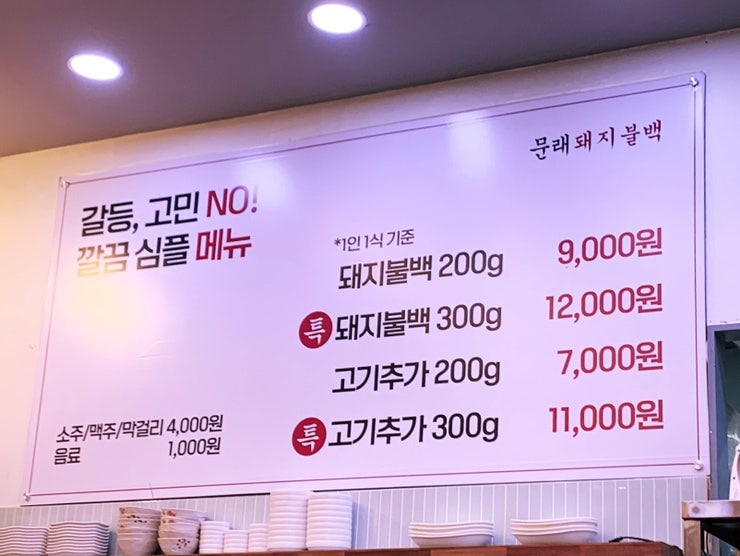 문래돼지불백
갈등, 고민 NO!
깔끔 심플 메뉴
*1인 1식 기준
돼지불백 200g 9,000원
특 돼지불백 300g 12,000원
고기추가 200g 7,000원
특 고기추가 300g 11,000원
소주/맥주/막걸리 4,000원
음료 1,000원